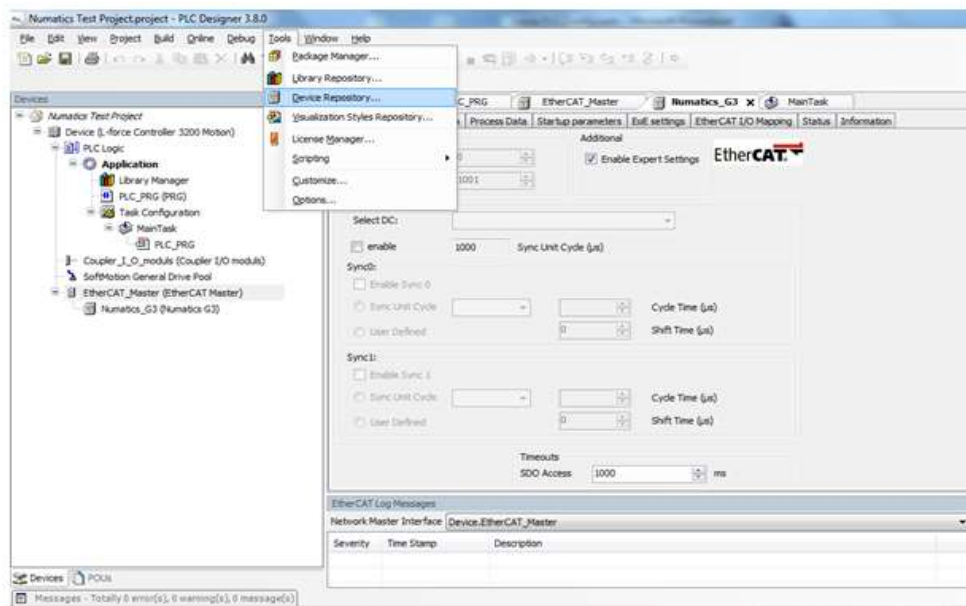 Numatics Test Project.project - PLC Designer 3.8.0
File Edit View Project Build Online Debug Tools Window Help
Package Manager...
Library Repository...
Device Repository...
Visualization Styles Repository...
License Manager...
Scripting
Customize...
Options...
Devices
Numatics Test Project
Device (L-force Controller 3200 Motion)
PLC Logic
Application
Library Manager
PLC_PRG (PRG)
Task Configuration
MainTask
PLC_PRG
Coupler_I_O_moduls (Coupler I/O moduls)
SoftMotion General Drive Pool
EtherCAT_Master (EtherCAT Master)
Numatics_G3 (Numatics G3)
C_PRG EtherCAT_Master Numatics_G3 X MainTask
Process Data Startup parameters EoE settings EtherCAT I/O Mapping Status Information
Additional
0
Enable Expert Settings
EtherCAT
1001
Select DC:
enable 1000 Sync Unit Cycle (µs)
Sync0:
Enable Sync 0
Sync Unit Cycle Cycle Time (µs)
User Defined 0 Shift Time (µs)
Sync1:
Enable Sync 1
Sync Unit Cycle Cycle Time (µs)
User Defined 0 Shift Time (µs)
Timeouts
SDO Access 1000 ms
EtherCAT Log Messages
Network Master Interface Device.EtherCAT_Master
Severity Time Stamp Description
Devices POUs
Messages - Totally 0 error(s), 0 warning(s), 0 message(s)